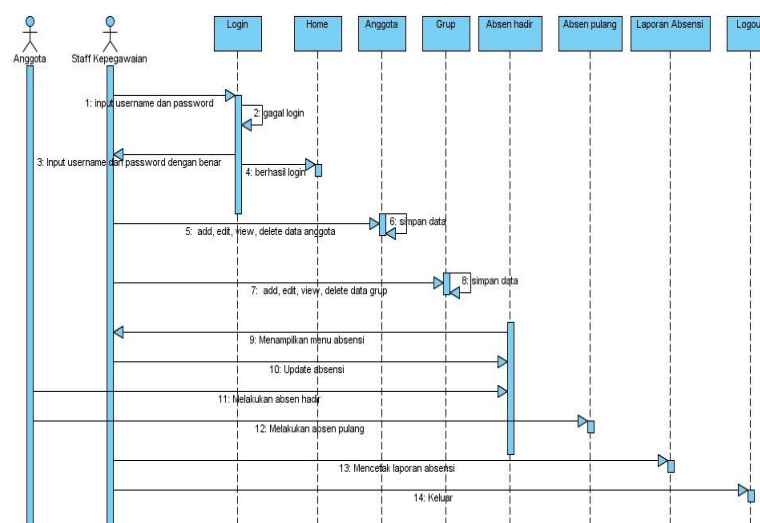 Login
Home
Anggota
Grup
Absen hadir
Absen pulang
Laporan Absensi
Logou
Anggota
Staff Kepegawaian
1: input username dan password
2: gagal login
3: Input username dan password dengan benar
4: berhasil login
5: add, edit, view, delete data anggota
6: simpan data
7: add, edit, view, delete data grup
8: simpan data
9: Menampilkan menu absensi
10: Update absensi
11: Melakukan absen hadir
12: Melakukan absen pulang
13: Mencetak laporan absensi
14: Keluar